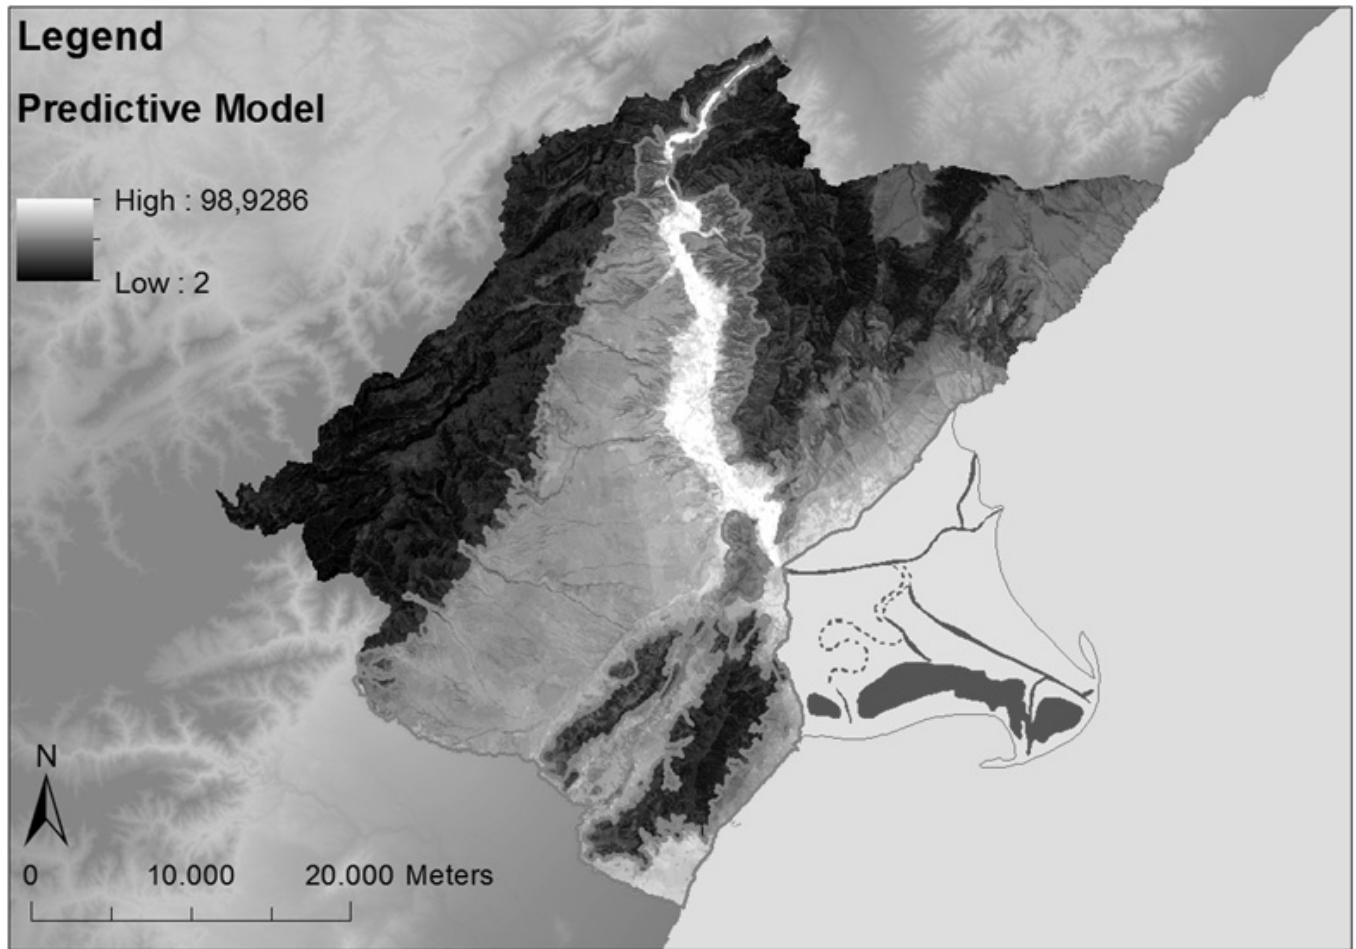 Legend
Predictive Model
High : 98,9286
Low : 2
N
0 10.000 20.000 Meters